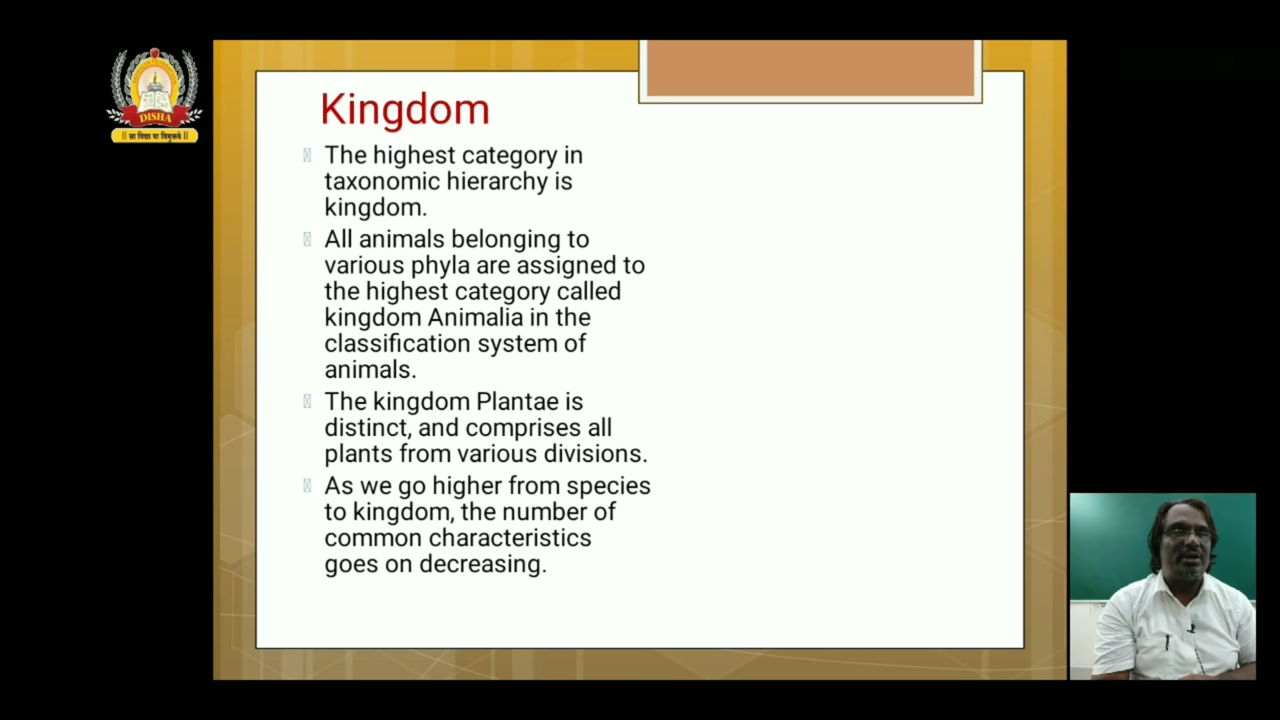 DISHA
|| सा विद्या या विमुक्तये ||
Kingdom
The highest category in
taxonomic hierarchy is
kingdom.
All animals belonging to
various phyla are assigned to
the highest category called
kingdom Animalia in the
classification system of
animals.
The kingdom Plantae is
distinct, and comprises all
plants from various divisions.
As we go higher from species
to kingdom, the number of
common characteristics
goes on decreasing.